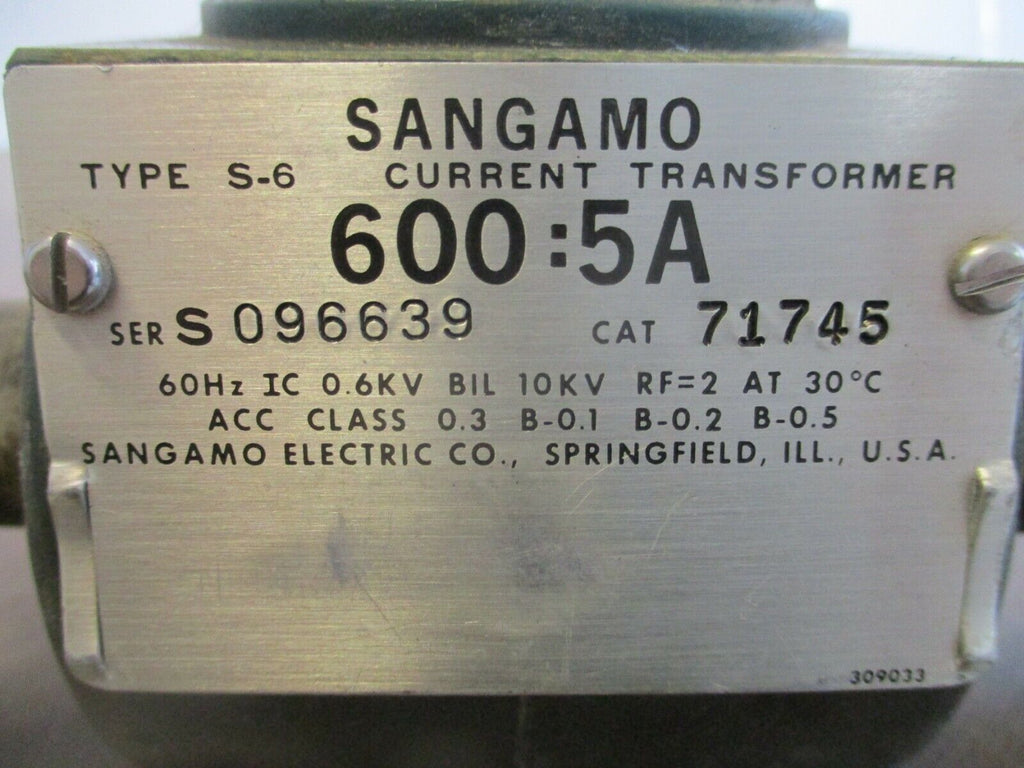 SANGAMO
TYPE S-6 CURRENT TRANSFORMER
600:5A
SER S 096639 CAT 71745
60Hz IC 0.6KV BIL 10KV RF=2 AT 30°C
ACC CLASS 0.3 B-0.1 B-0.2 B-0.5
SANGAMO ELECTRIC CO., SPRINGFIELD, ILL., U.S.A.
309033